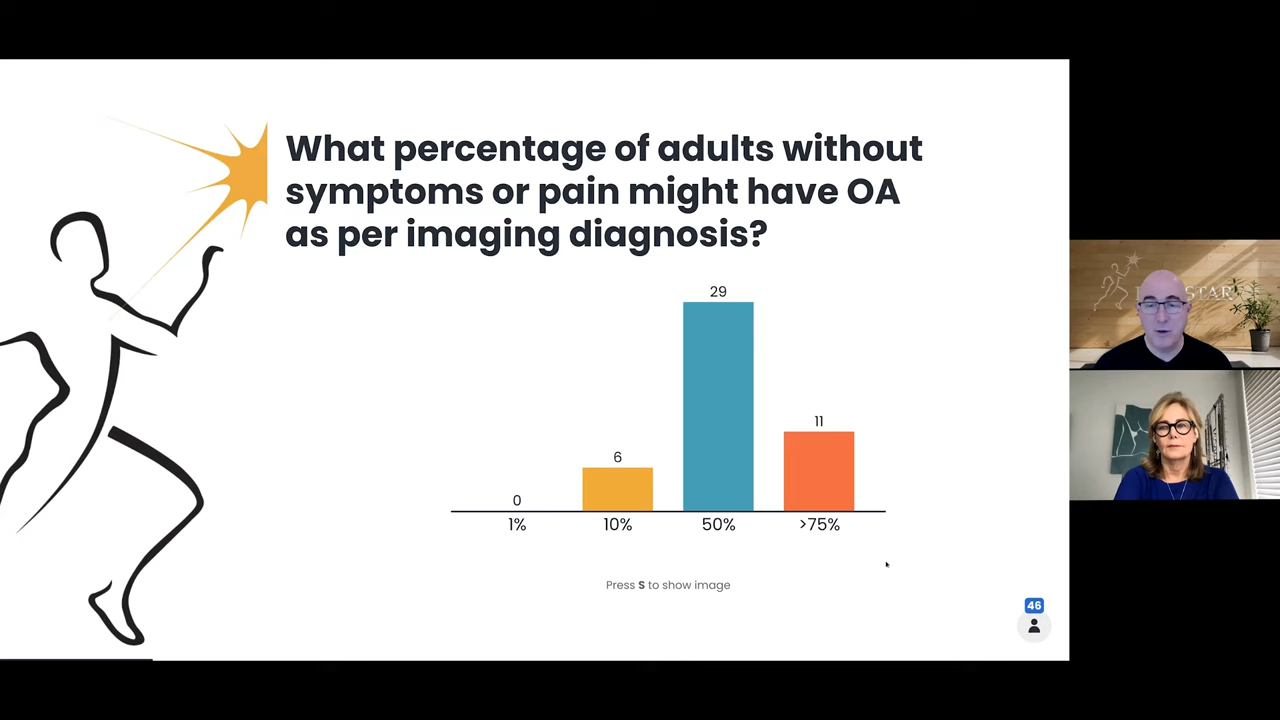 What percentage of adults without
symptoms or pain might have OA
as per imaging diagnosis?
0
6
29
11
1%
10%
50%
>75%
Press S to show image
46
STAR